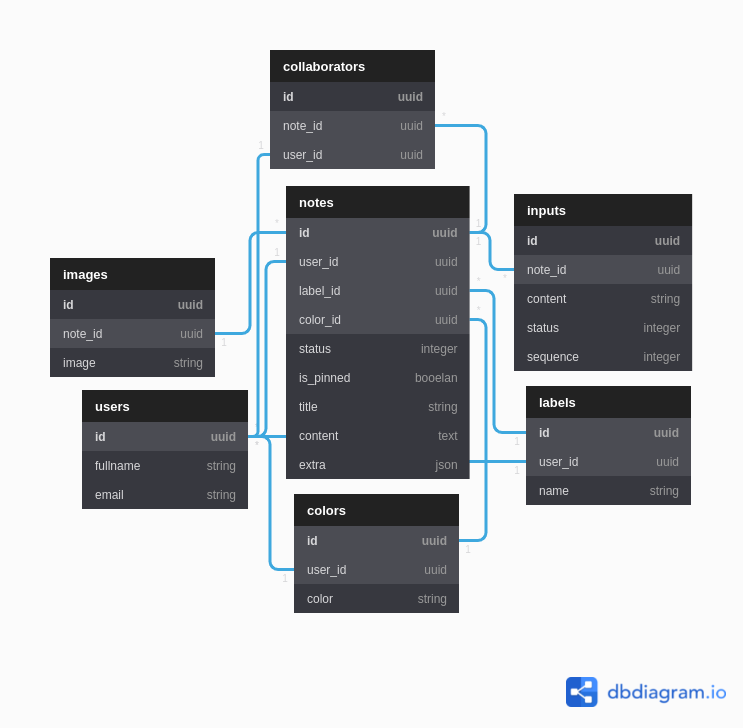 collaborators
id uuid
note_id uuid
user_id uuid
notes
id uuid
user_id uuid
label_id uuid
color_id uuid
status integer
is_pinned booelan
title string
content text
extra json
inputs
id uuid
note_id uuid
content string
status integer
sequence integer
images
id uuid
note_id uuid
image string
users
id uuid
fullname string
email string
labels
id uuid
user_id uuid
name string
colors
id uuid
user_id uuid
color string
*
1
*
1
1
1
*
*
*
1
*
1
1
1
1
dbdiagram.io